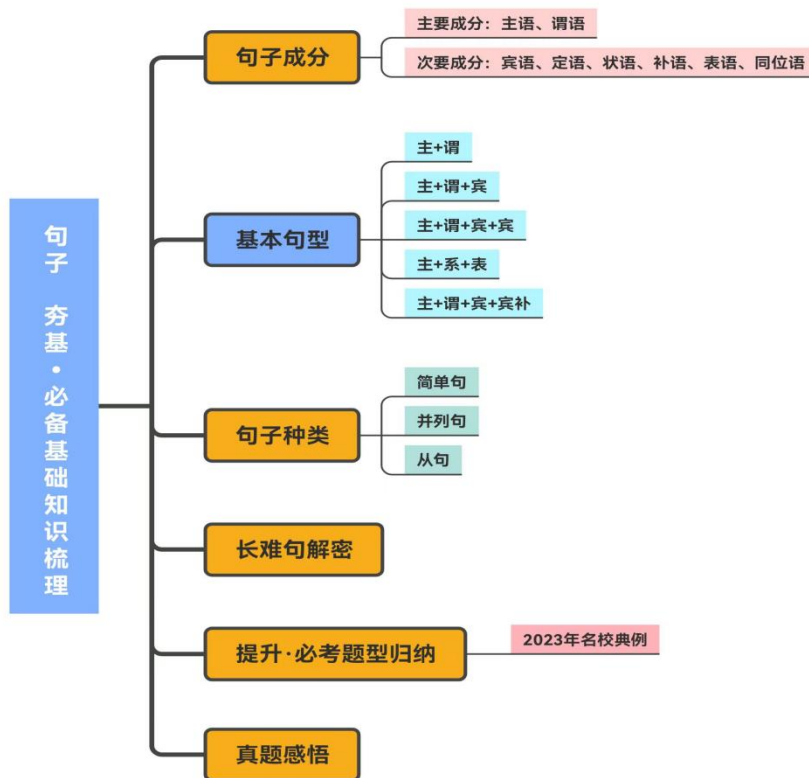 句子 夯基·必备基础知识梳理
句子成分
主要成分：主语、谓语
次要成分：宾语、定语、状语、补语、表语、同位语
基本句型
主+谓
主+谓+宾
主+谓+宾+宾
主+系+表
主+谓+宾+宾补
句子种类
简单句
并列句
从句
长难句解密
提升·必考题型归纳
2023年名校典例
真题感悟